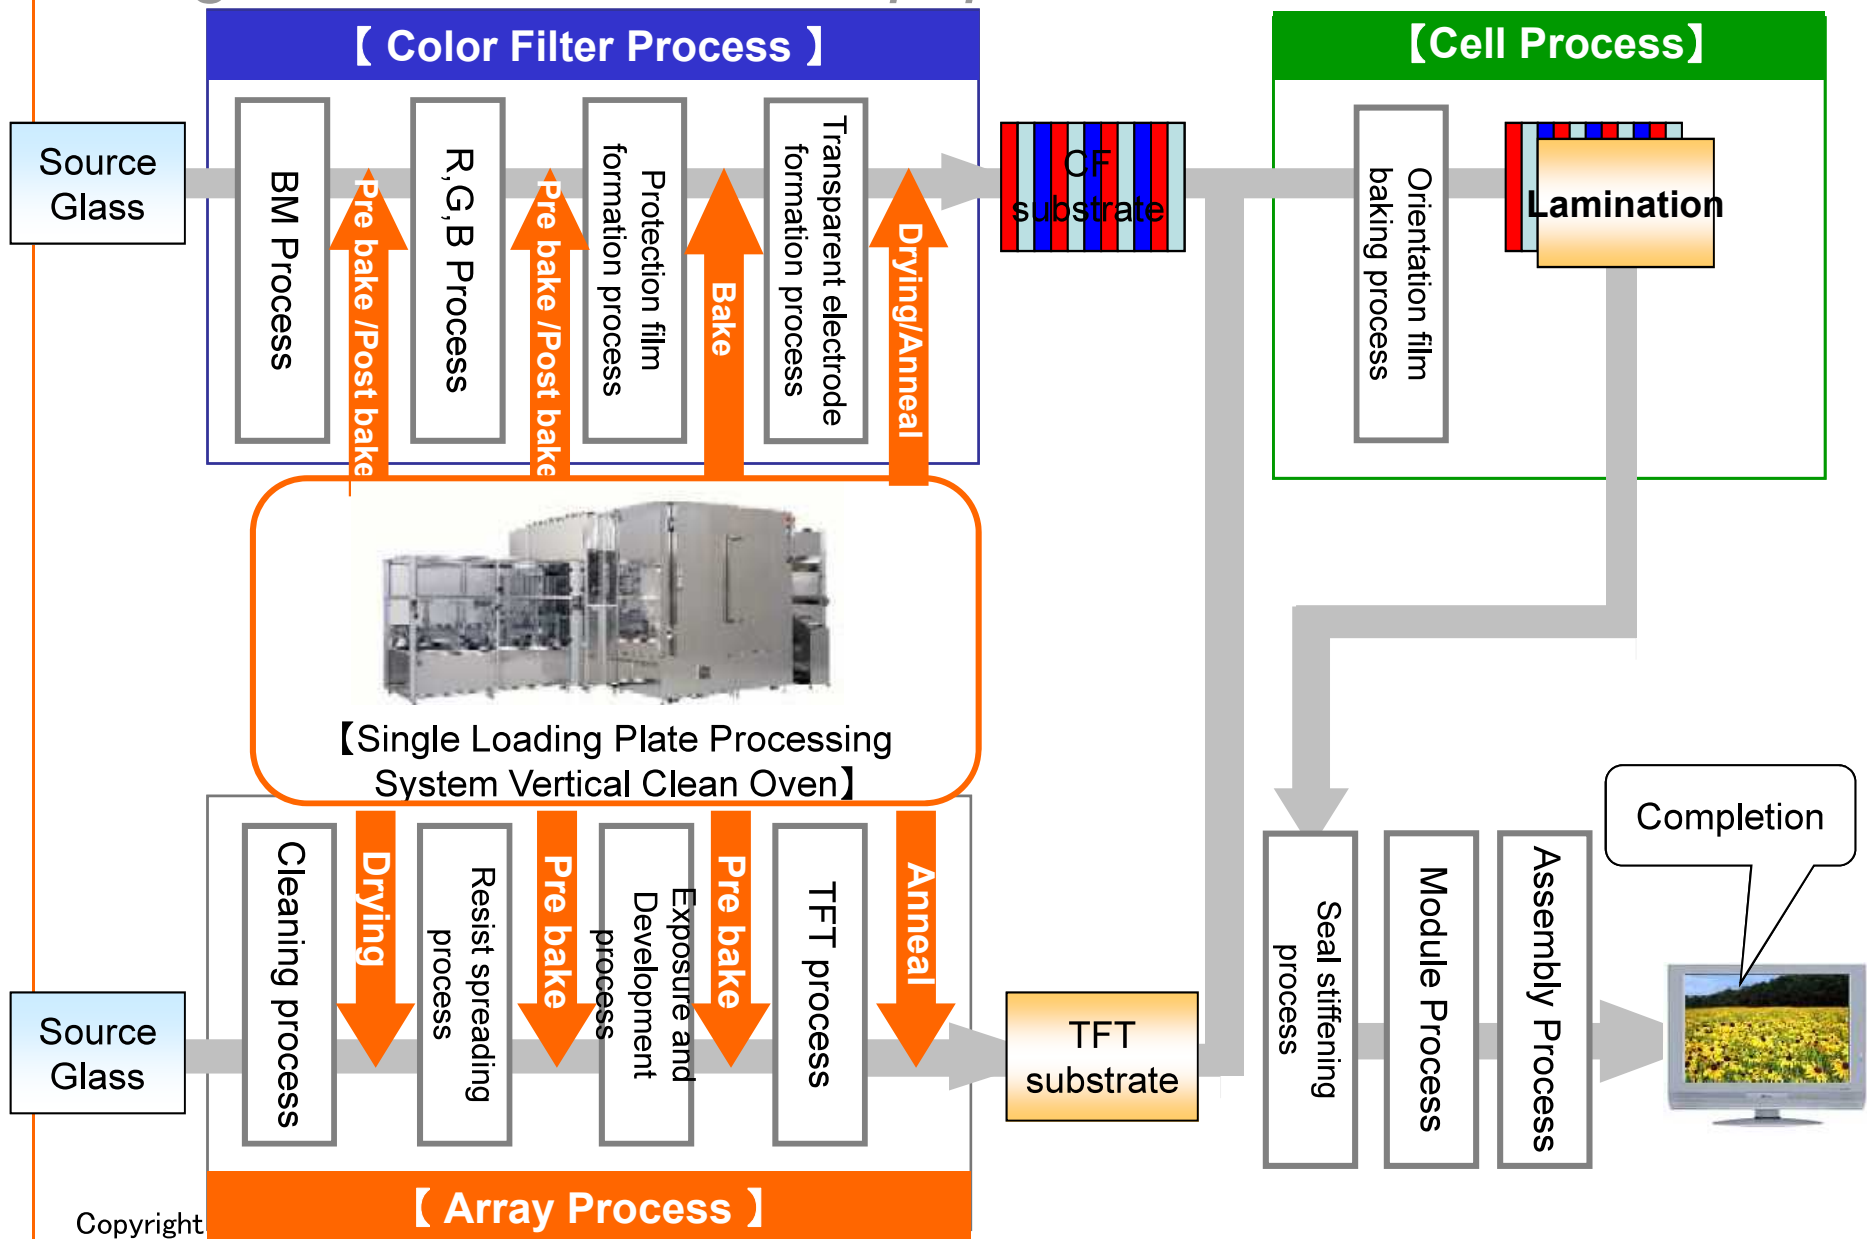 【 Color Filter Process 】
【Cell Process】
Source
Glass
BM Process
Pre bake /Post bake
R,G,B Process
Pre bake /Post bake
Protection film
formation process
Bake
Transparent electrode
formation process
Drying/Anneal
CF
substrate
Orientation film
baking process
Lamination
【Single Loading Plate Processing
System Vertical Clean Oven】
Source
Glass
Cleaning process
Drying
Resist spreading
process
Pre bake
Exposure and
Development
process
Pre bake
TFT process
Anneal
TFT
substrate
Seal stiffening
process
Module Process
Assembly Process
Completion
【 Array Process 】
Copyright